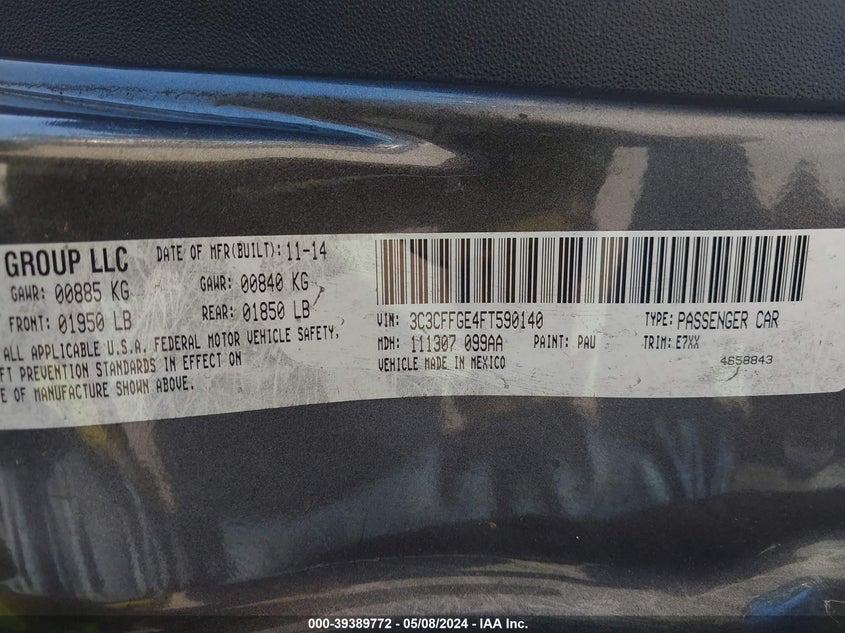 GROUP LLC DATE OF MFR(BUILT): 11-14
GAWR: 00885 KG GAWR: 00840 KG
FRONT: 01950 LB REAR: 01850 LB
ALL APPLICABLE U.S.A. FEDERAL MOTOR VEHICLE SAFETY,
FT PREVENTION STANDARDS IN EFFECT ON
E OF MANUFACTURE SHOWN ABOVE.
VIN: 3C3CFFGE4FT590140 TYPE: PASSENGER CAR
MDH: 111307 099AA PAINT: PAU TRIM: E7XX
VEHICLE MADE IN MEXICO 4658843
000-39389772 - 05/08/2024 - IAA Inc.